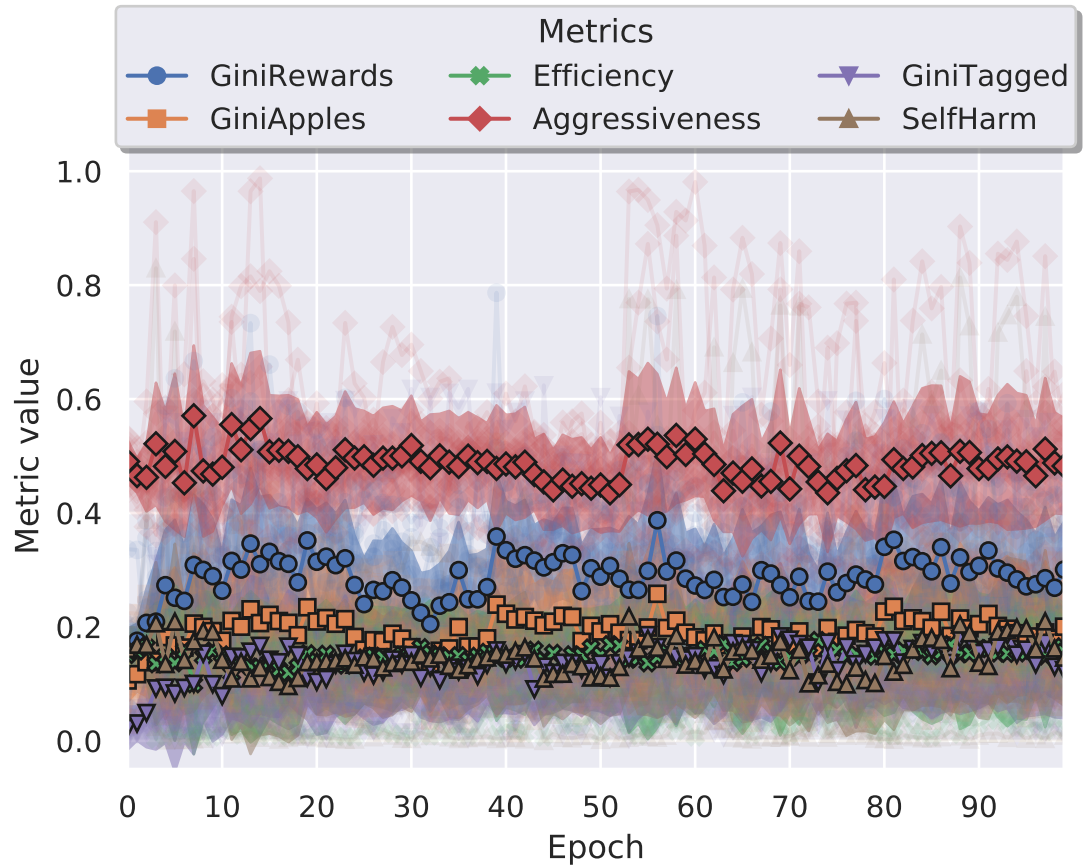 Metrics
GiniRewards Efficiency GiniTagged
GiniApples Aggressiveness SelfHarm
1.0
0.8
0.6
0.4
0.2
0.0
Metric value
0 10 20 30 40 50 60 70 80 90
Epoch